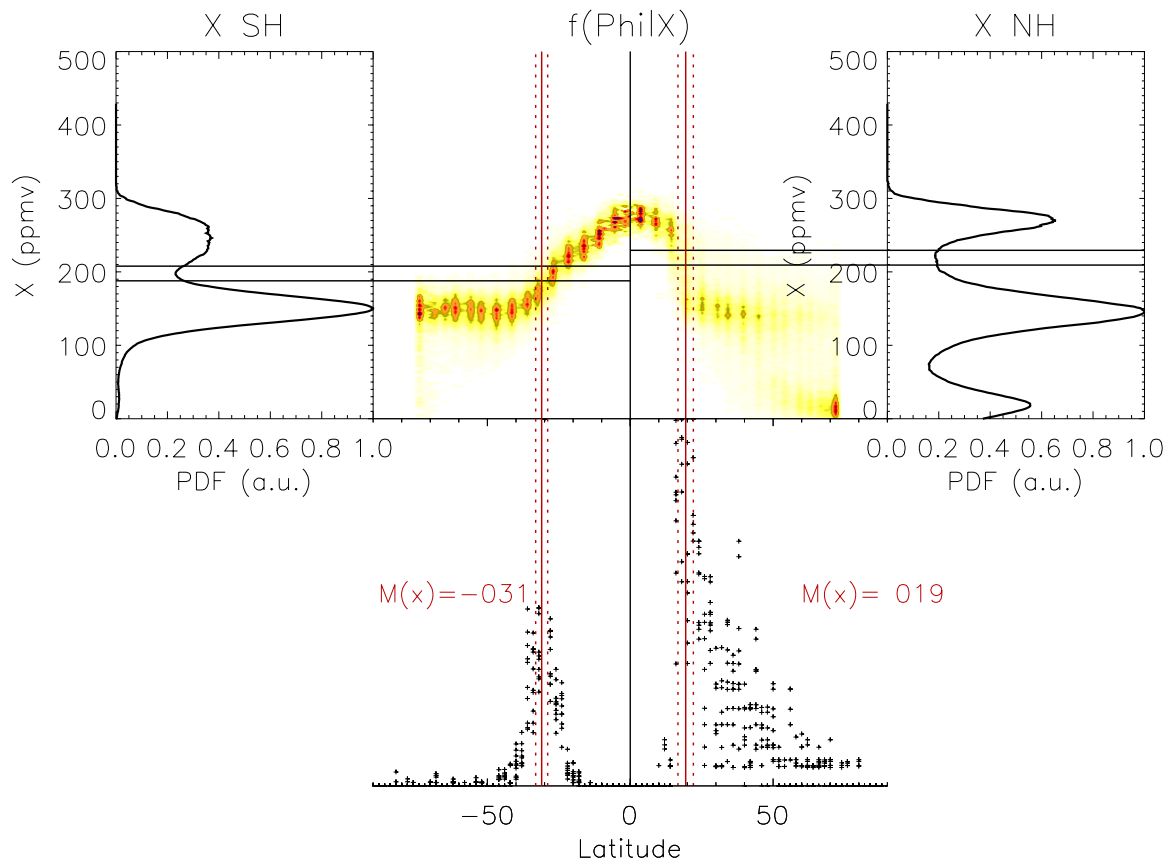 X SH
f(Phi|X)
X NH
500
400
300
200
100
0
X (ppmv)
0.0 0.2 0.4 0.6 0.8 1.0
PDF (a.u.)
500
400
300
200
100
0
X (ppmv)
0.0 0.2 0.4 0.6 0.8 1.0
PDF (a.u.)
M(x)=-031
M(x)= 019
-50 0 50
Latitude